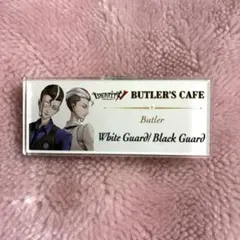 IDENTITY V BUTLER'S CAFE
Butler
White Guard/ Black Guard